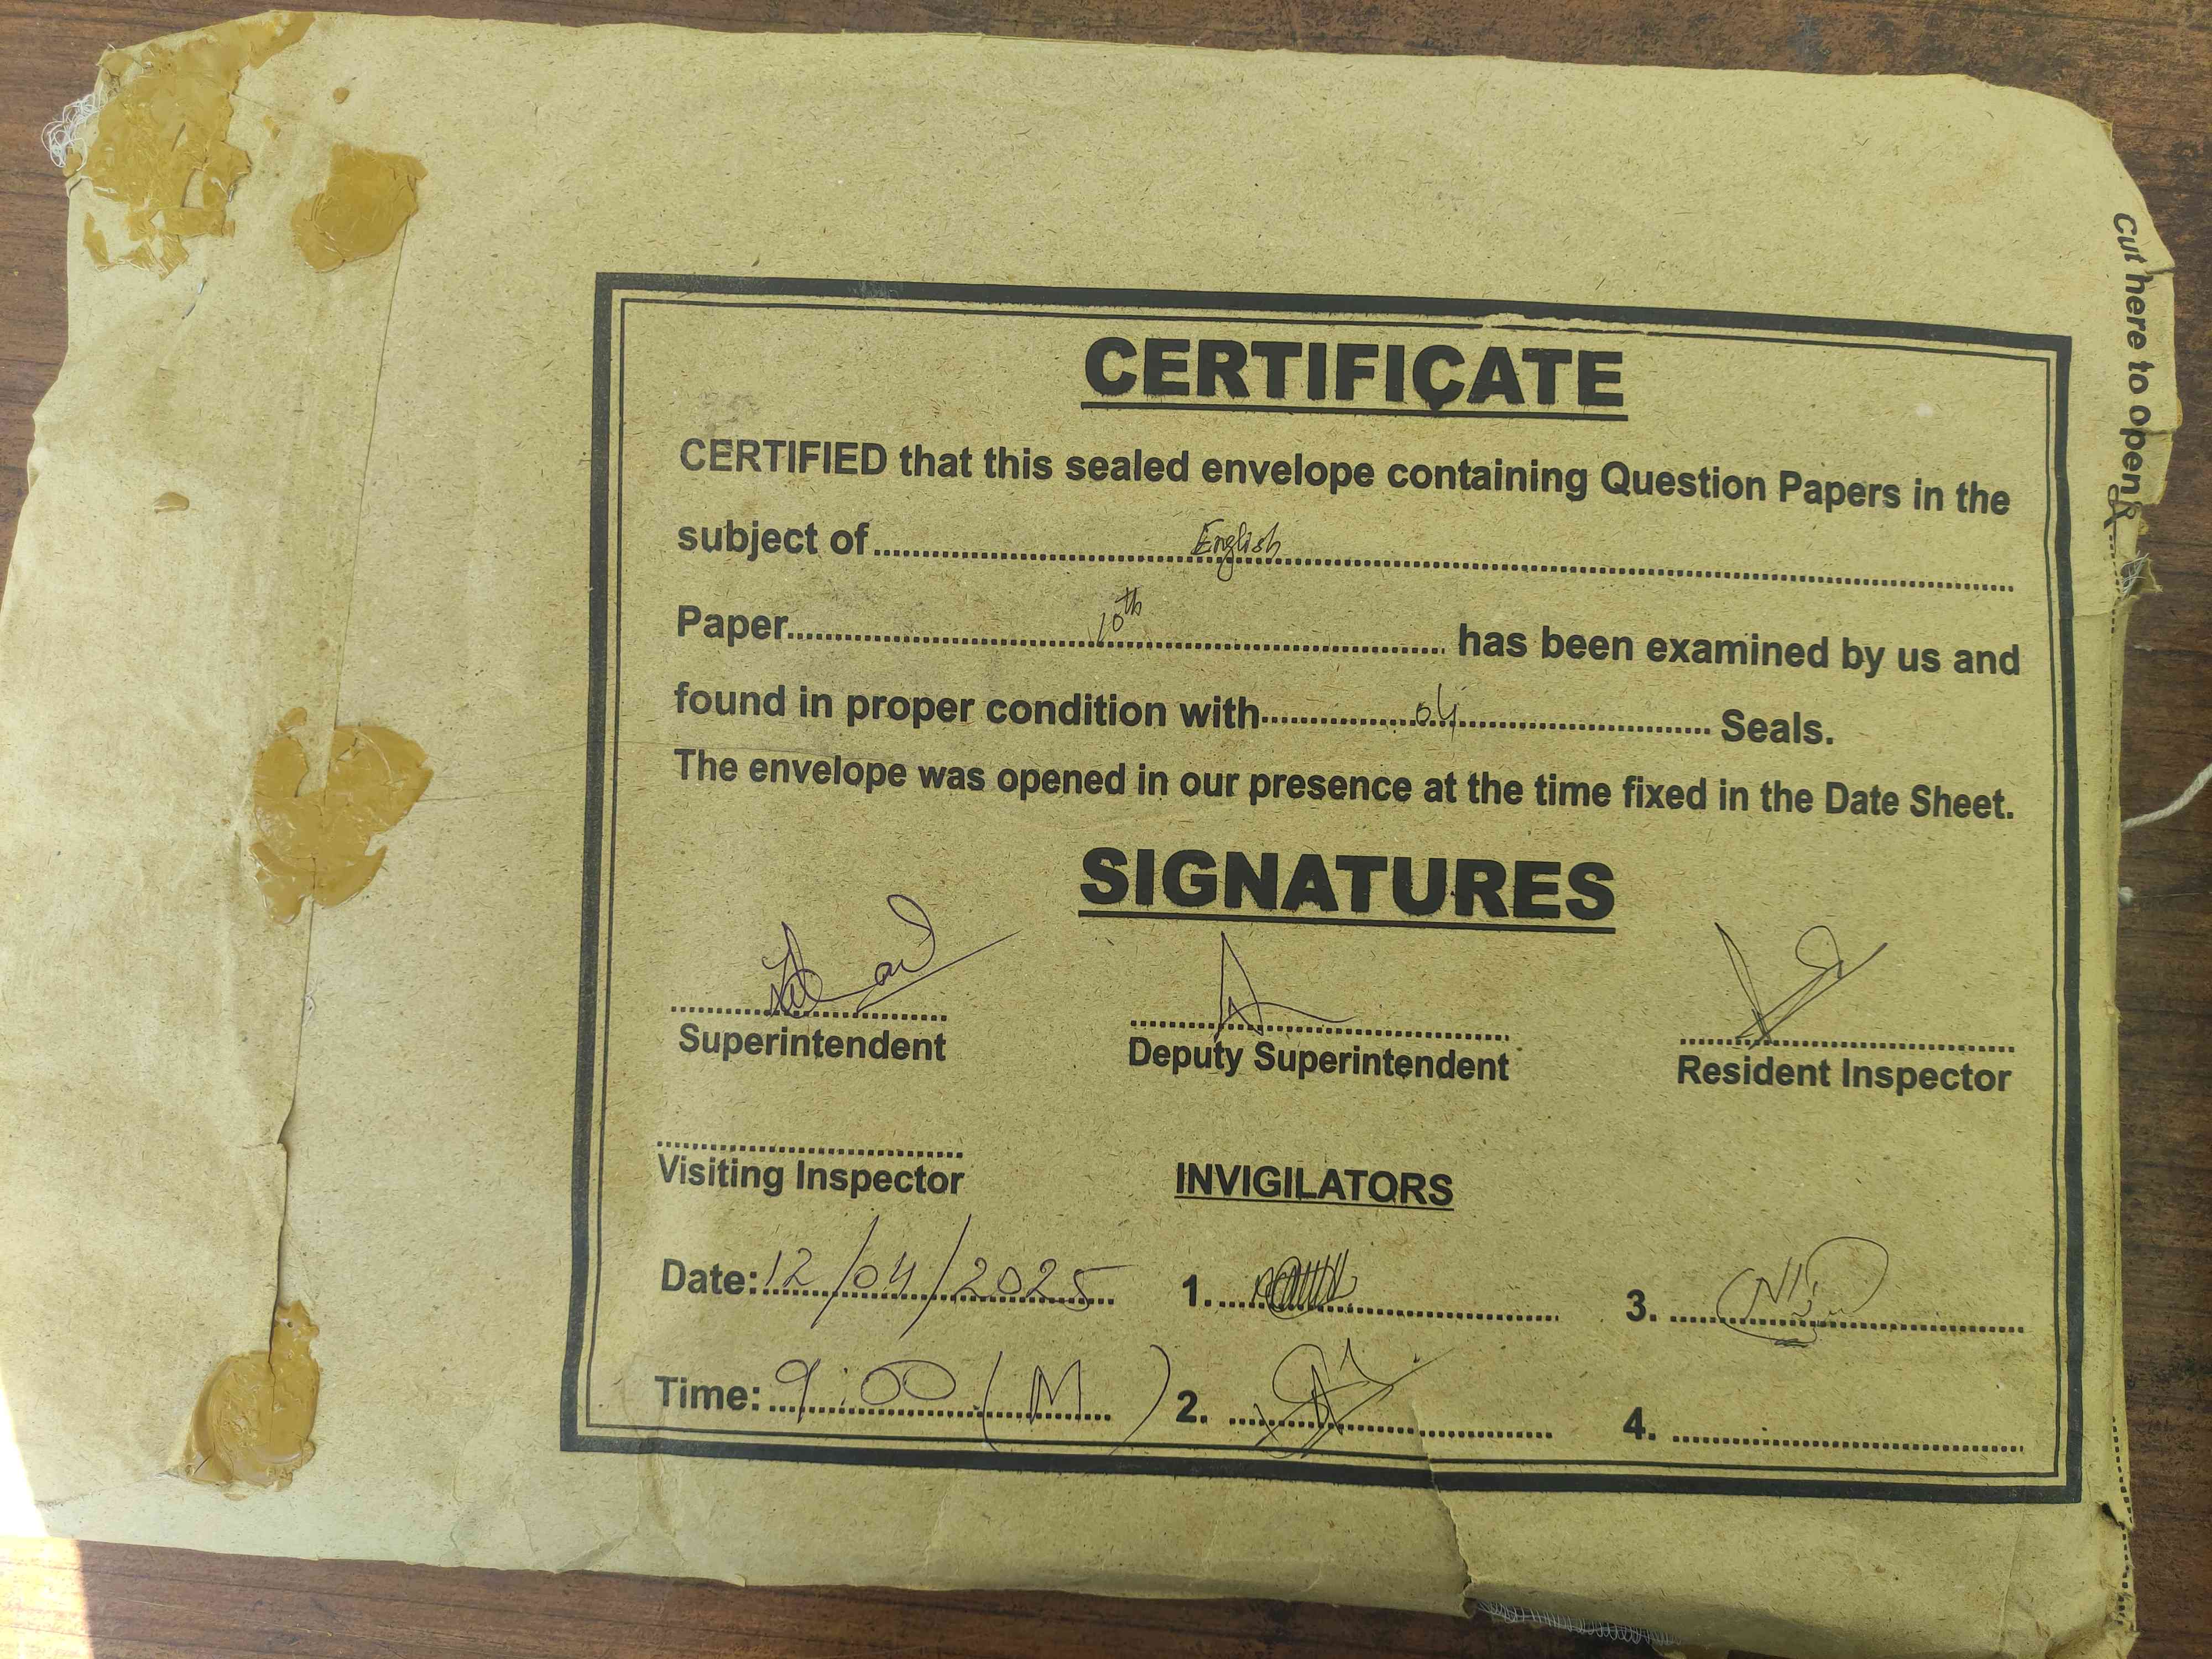 Cut here to open
CERTIFICATE
CERTIFIED that this sealed envelope containing Question Papers in the
subject of English
Paper 10th has been examined by us and
found in proper condition with 04 Seals.
The envelope was opened in our presence at the time fixed in the Date Sheet.
SIGNATURES
Superintendent Deputy Superintendent Resident Inspector
Visiting Inspector INVIGILATORS
Date: 12/04/2025 1. 3.
Time: 9:00 (M) 2. 4.